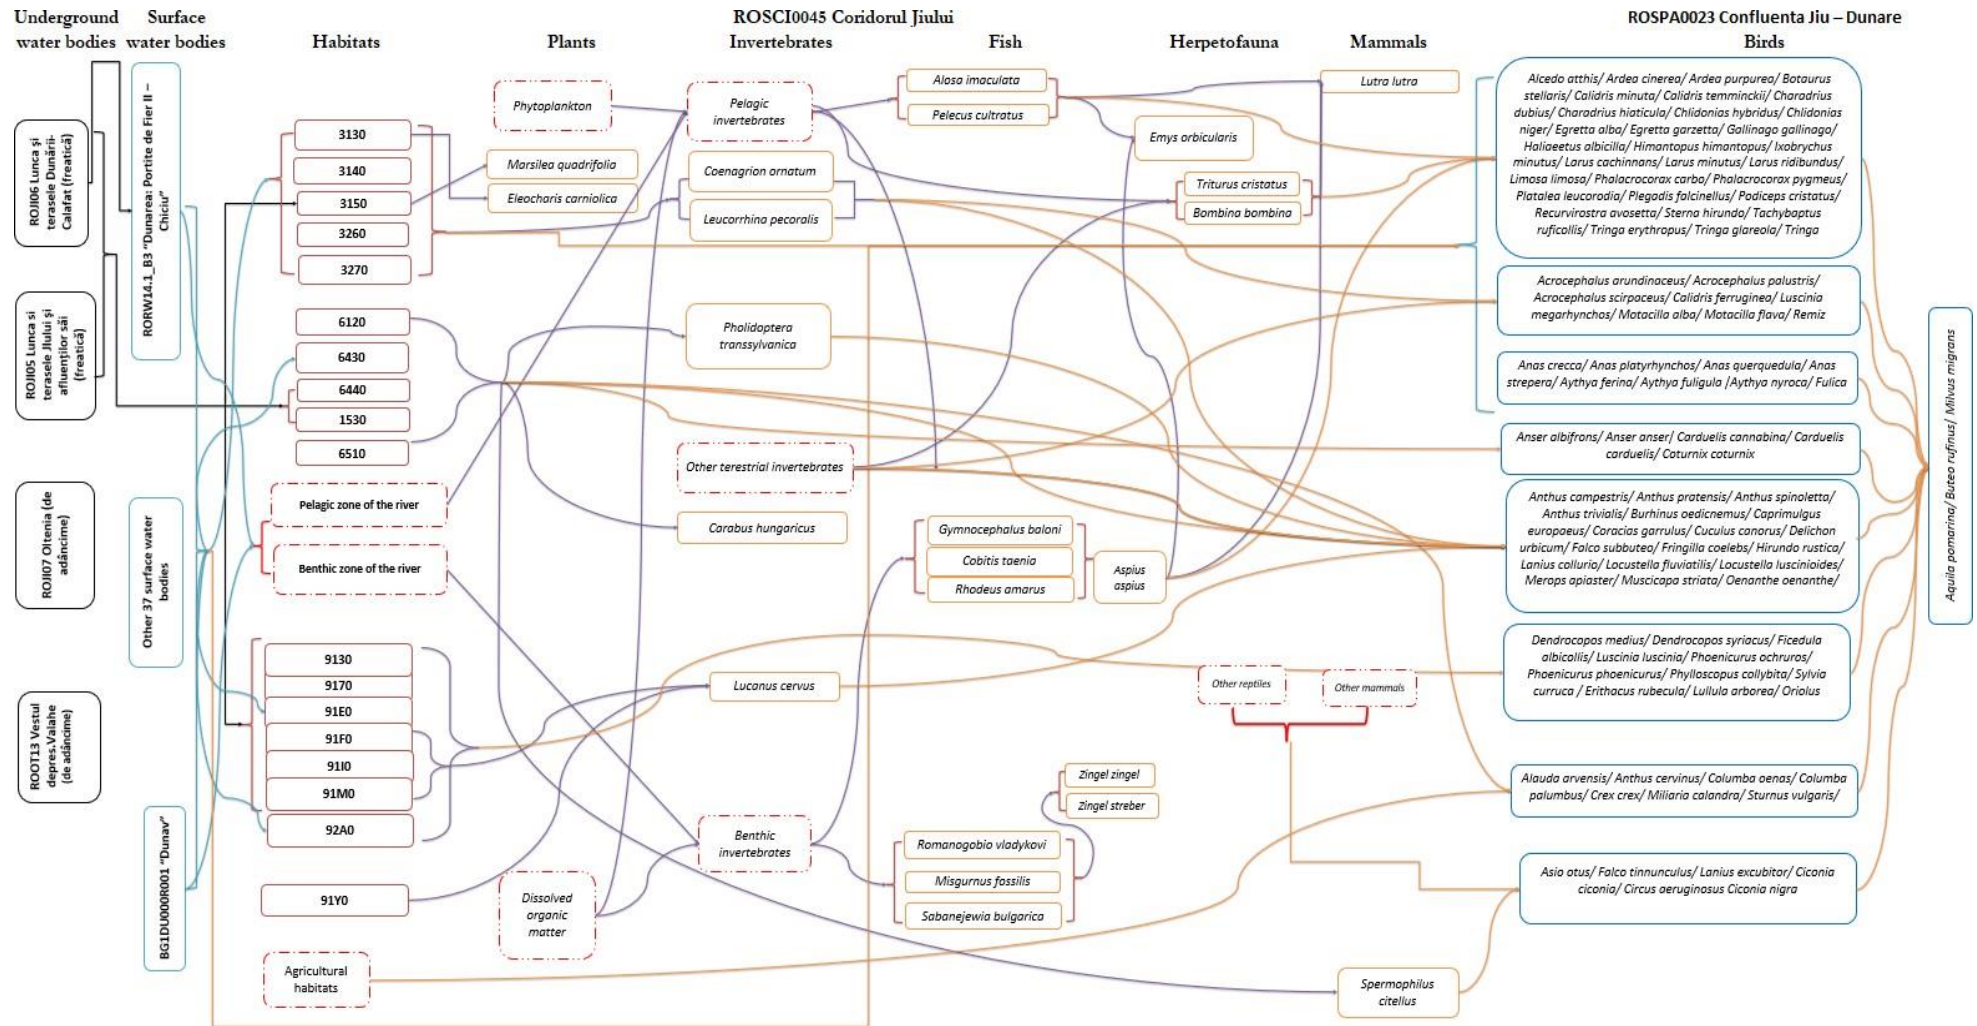 Underground
water bodies
Surface
water bodies
ROSCI0045 Coridorul Jiului
ROSPA0023 Confluenta Jiu – Dunare
Habitats
Plants
Invertebrates
Fish
Herpetofauna
Mammals
Birds
ROJI06 Lunca și
terasele Dunării-
Calafat (freatică)
ROJI05 Lunca si
terasele Jiului și
afluenților săi
(freatică)
ROJI07 Oltenia (de
adâncime)
ROOT13 Vestul
depres.Valahe
(de adâncime)
RORW14.1_B3 “Dunarea: Portite de Fier II –
Chiciu”
Other 37 surface water
bodies
BG1DU000R001 “Dunav”
3130
3140
3150
3260
3270
6120
6430
6440
1530
6510
Pelagic zone of the river
Benthic zone of the river
9130
9170
91E0
91F0
91I0
91M0
92A0
91Y0
Agricultural
habitats
Phytoplankton
Marsilea quadrifolia
Eleocharis carniolica
Dissolved
organic
matter
Pelagic
invertebrates
Coenagrion ornatum
Leucorrhina pecoralis
Pholidoptera
transsylvanica
Other terestrial invertebrates
Carabus hungaricus
Lucanus cervus
Benthic
invertebrates
Alosa imaculata
Pelecus cultratus
Gymnocephalus baloni
Cobitis taenia
Rhodeus amarus
Aspius
aspius
Zingel zingel
Zingel streber
Romanogobio vladykovi
Misgurnus fossilis
Sabanejewia bulgarica
Emys orbicularis
Triturus cristatus
Bombina bombina
Other reptiles
Lutra lutra
Other mammals
Spermophilus
citellus
Alcedo atthis/ Ardea cinerea/ Ardea purpurea/ Botaurus
stellaris/ Calidris minuta/ Calidris temminckii/ Charadrius
dubius/ Charadrius hiaticula/ Chlidonias hybridus/ Chlidonias
niger/ Egretta alba/ Egretta garzetta/ Gallinago gallinago/
Haliaeetus albicilla/ Himantopus himantopus/ Ixobrychus
minutus/ Larus cachinnans/ Larus minutus/ Larus ridibundus/
Limosa limosa/ Phalacrocorax carbo/ Phalacrocorax pygmeus/
Platalea leucorodia/ Plegadis falcinellus/ Podiceps cristatus/
Recurvirostra avosetta/ Sterna hirundo/ Tachybaptus
ruficollis/ Tringa erythropus/ Tringa glareola/ Tringa
Acrocephalus arundinaceus/ Acrocephalus palustris/
Acrocephalus scirpaceus/ Calidris ferruginea/ Luscinia
megarhynchos/ Motacilla alba/ Motacilla flava/ Remiz
Anas crecca/ Anas platyrhynchos/ Anas querquedula/ Anas
strepera/ Aythya ferina/ Aythya fuligula /Aythya nyroca/ Fulica
Anser albifrons/ Anser anser/ Carduelis cannabina/ Carduelis
carduelis/ Coturnix coturnix
Anthus campestris/ Anthus pratensis/ Anthus spinoletta/
Anthus trivialis/ Burhinus oedicnemus/ Caprimulgus
europaeus/ Coracias garrulus/ Cuculus canorus/ Delichon
urbicum/ Falco subbuteo/ Fringilla coelebs/ Hirundo rustica/
Lanius collurio/ Locustella fluviatilis/ Locustella luscinioides/
Merops apiaster/ Muscicapa striata/ Oenanthe oenanthe/
Dendrocopos medius/ Dendrocopos syriacus/ Ficedula
albicollis/ Luscinia luscinia/ Phoenicurus ochruros/
Phoenicurus phoenicurus/ Phylloscopus collybita/ Sylvia
curruca / Erithacus rubecula/ Lullula arborea/ Oriolus
Alauda arvensis/ Anthus cervinus/ Columba oenas/ Columba
palumbus/ Crex crex/ Miliaria calandra/ Sturnus vulgaris/
Asio otus/ Falco tinnunculus/ Lanius excubitor/ Ciconia
ciconia/ Circus aeruginosus Ciconia nigra
Aquila pomarina/ Buteo rufinus/ Milvus migrans